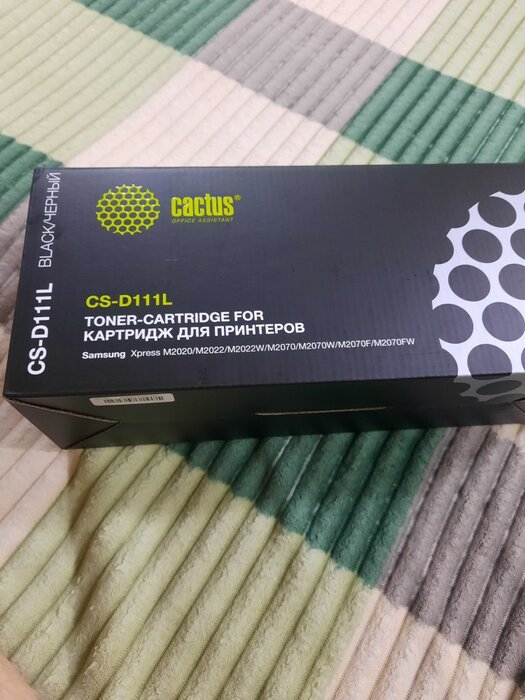 cactus®
OFFICE ASSISTANT
CS-D111L
TONER-CARTRIDGE FOR
КАРТРИДЖ ДЛЯ ПРИНТЕРОВ
Samsung Xpress M2020/M2022/M2022W/M2070/M2070W/M2070F/M2070FW
CS-D111L BLACK/ЧЕРНЫЙ